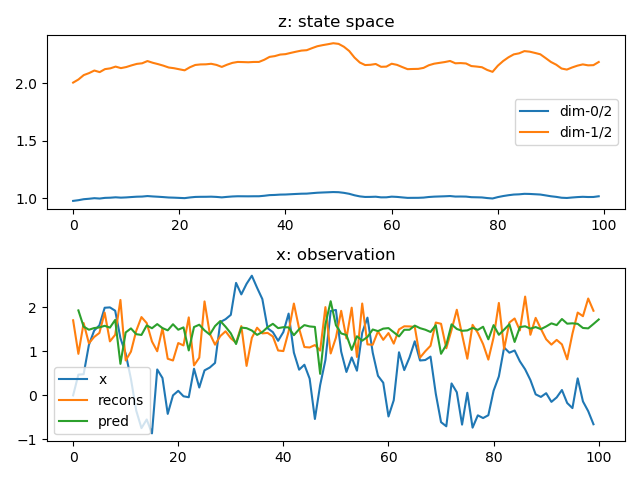 z: state space
2.0
1.5
1.0
dim-0/2
dim-1/2
0 20 40 60 80 100
x: observation
2
1
0
−1
x
recons
pred
0 20 40 60 80 100